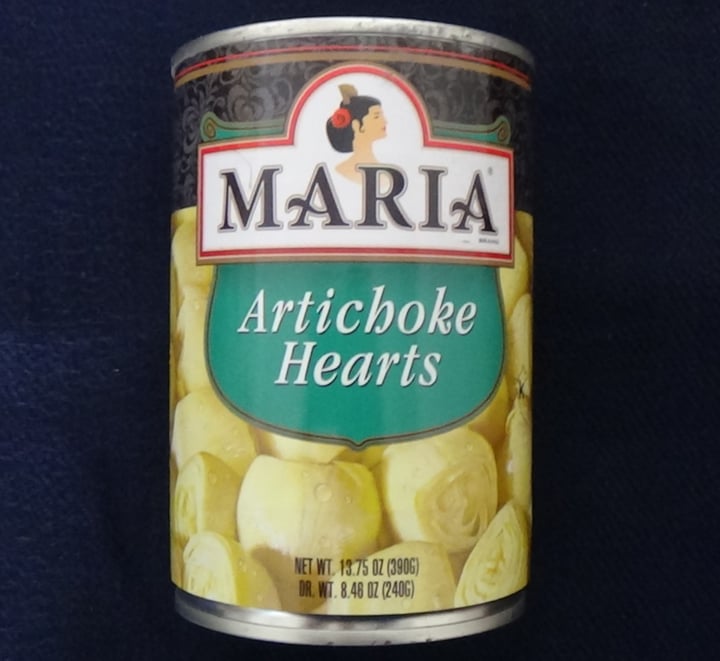 MARIA
Artichoke
Hearts
NET WT. 13.75 OZ (390G)
DR. WT. 8.46 OZ (240G)